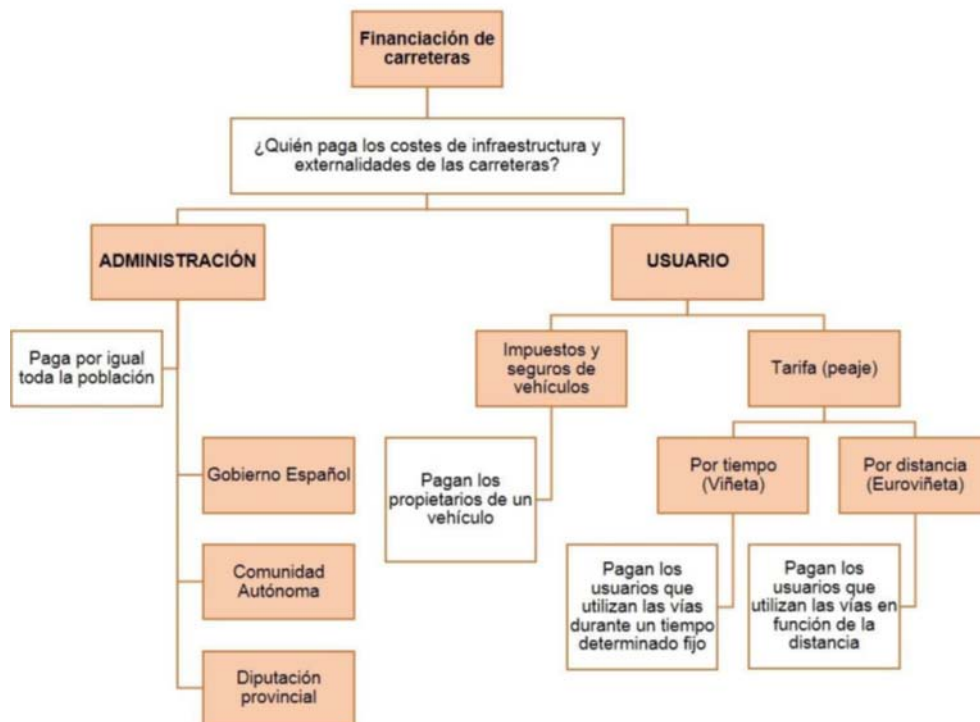 Financiación de
carreteras
¿Quién paga los costes de infraestructura y
externalidades de las carreteras?
ADMINISTRACIÓN
USUARIO
Paga por igual
toda la población
Impuestos y
seguros de
vehículos
Tarifa (peaje)
Gobierno Español
Pagan los
propietarios de un
vehículo
Por tiempo
(Viñeta)
Por distancia
(Euroviñeta)
Comunidad
Autónoma
Pagan los
usuarios que
utilizan las vías
durante un tiempo
determinado fijo
Pagan los
usuarios que
utilizan las vías en
función de la
distancia
Diputación
provincial